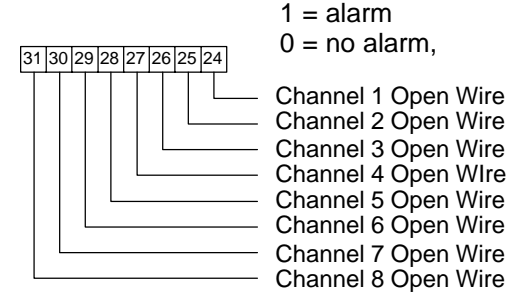 1 = alarm
0 = no alarm,
31 30 29 28 27 26 25 24
Channel 1 Open Wire
Channel 2 Open Wire
Channel 3 Open Wire
Channel 4 Open WIre
Channel 5 Open Wire
Channel 6 Open Wire
Channel 7 Open Wire
Channel 8 Open Wire